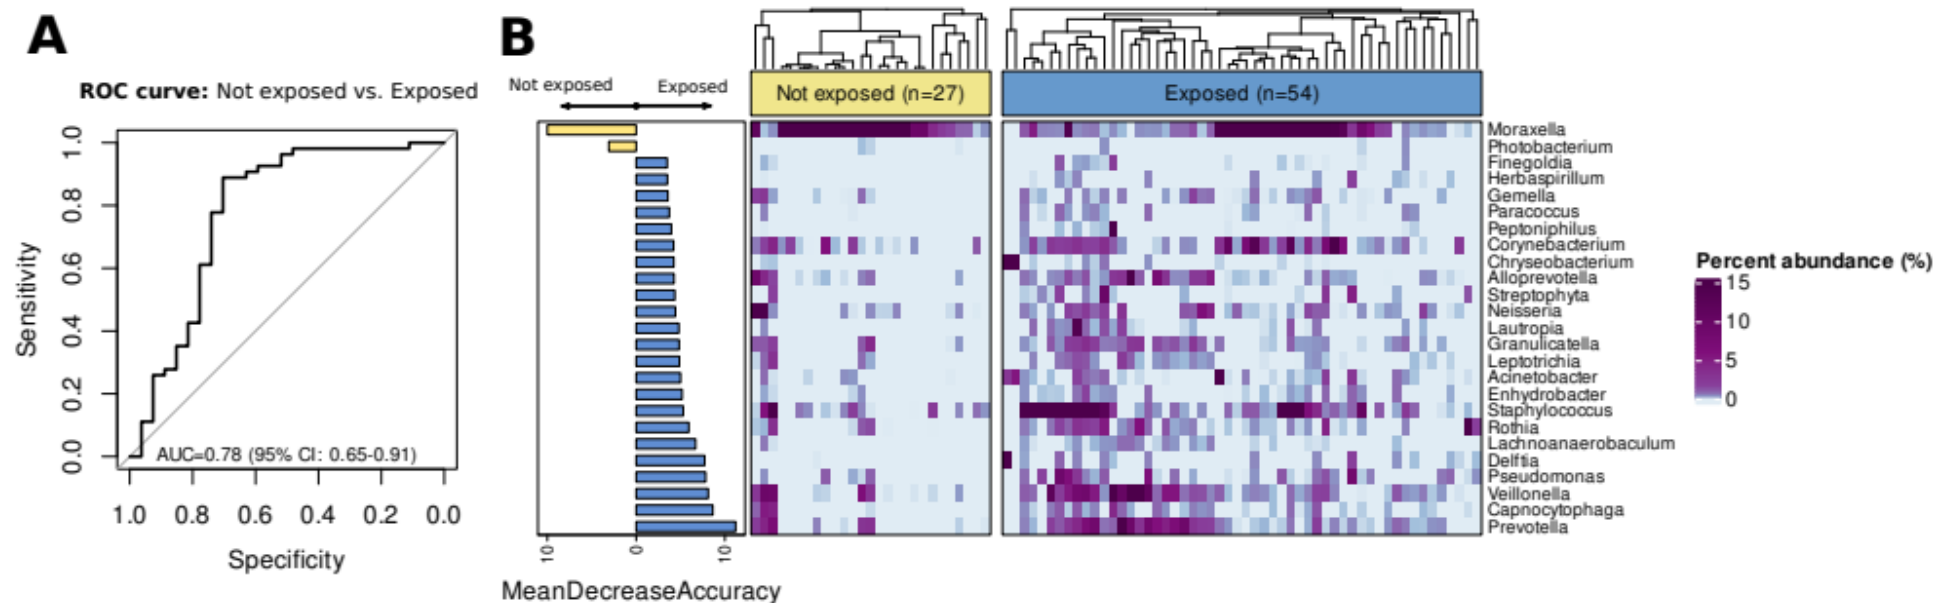 A
ROC curve: Not exposed vs. Exposed
Sensitivity
1.0
0.8
0.6
0.4
0.2
0.0
AUC=0.78 (95% CI: 0.65-0.91)
1.0 0.8 0.6 0.4 0.2 0.0
Specificity
B
Not exposed Exposed
10 0 10
MeanDecreaseAccuracy
Not exposed (n=27)
Exposed (n=54)
Moraxella
Photobacterium
Finegoldia
Herbaspirillum
Gemella
Paracoccus
Peptoniphilus
Corynebacterium
Chryseobacterium
Alloprevotella
Streptophyta
Neisseria
Lautropia
Granulicatella
Leptotrichia
Acinetobacter
Enhydrobacter
Staphylococcus
Rothia
Lachnoanaerobaculum
Delftia
Pseudomonas
Veillonella
Capnocytophaga
Prevotella
Percent abundance (%)
15
10
5
0